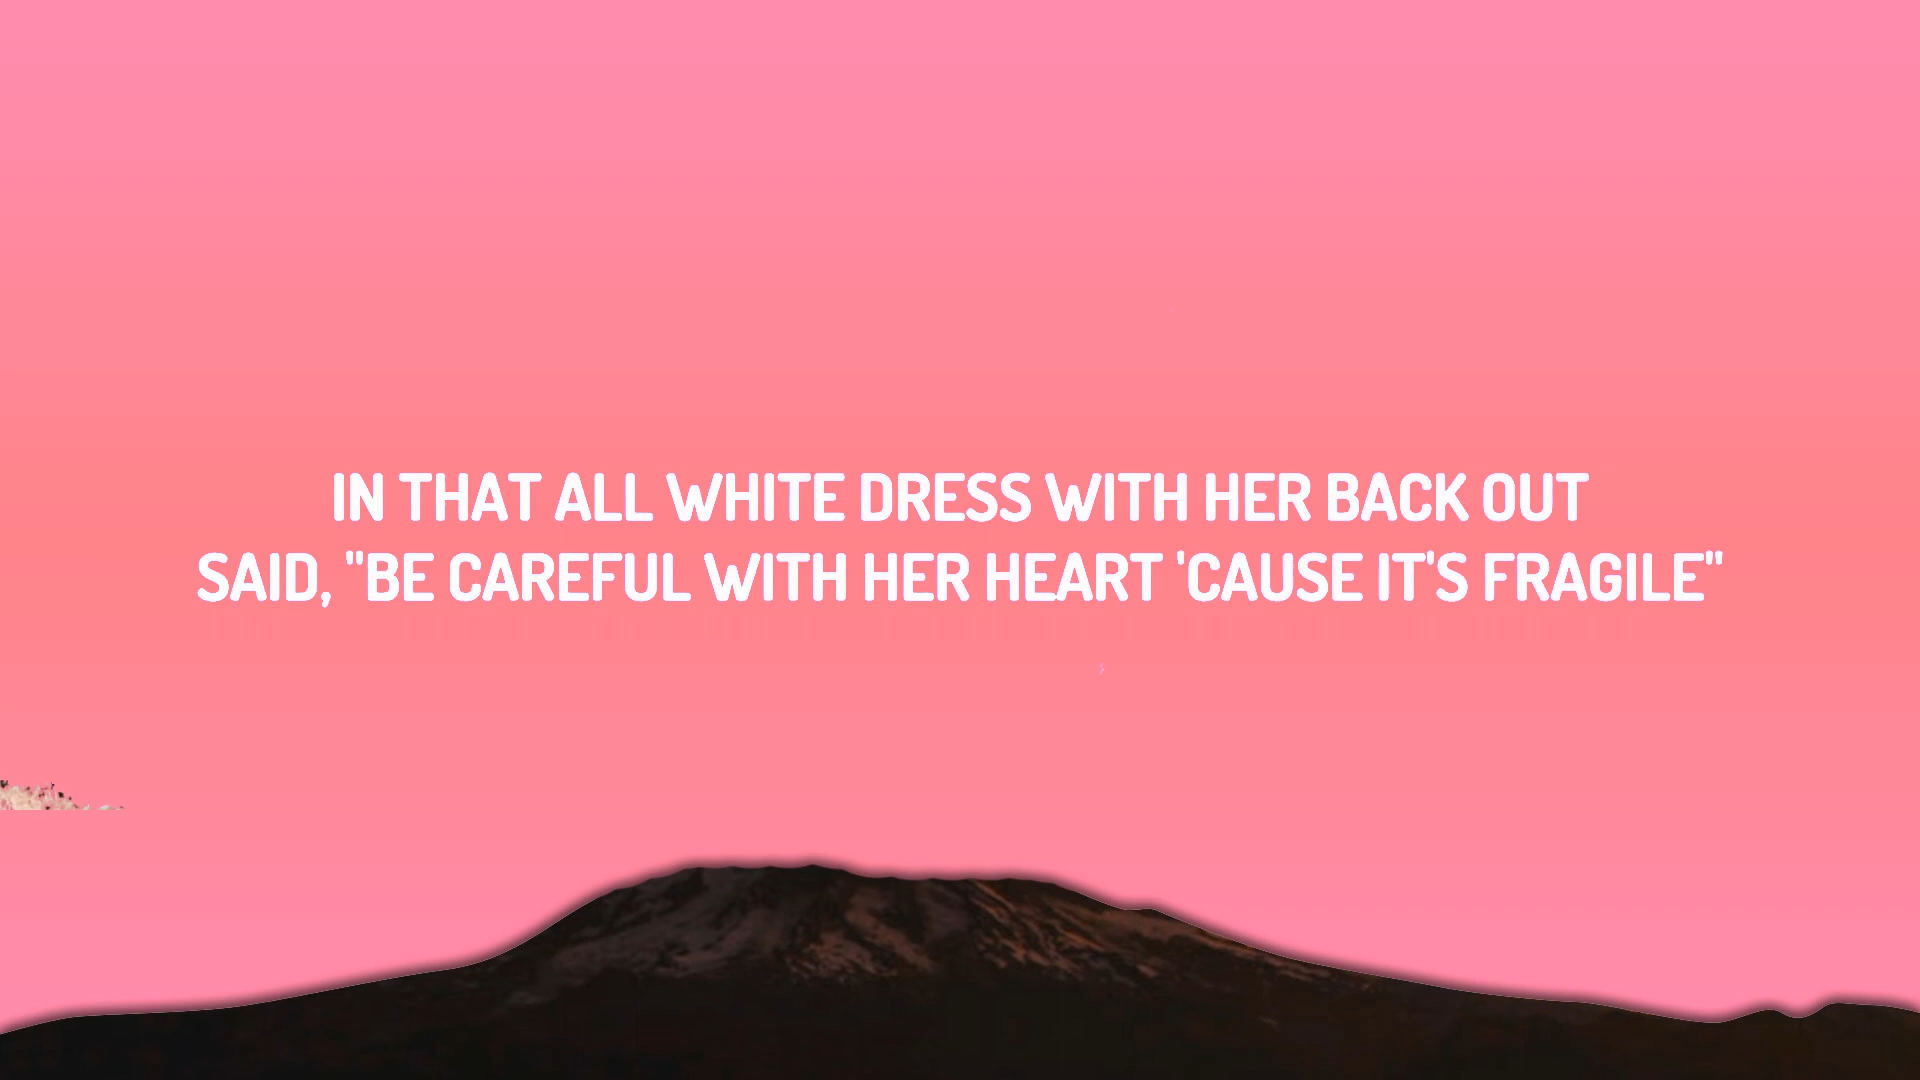 IN THAT ALL WHITE DRESS WITH HER BACK OUT
SAID, "BE CAREFUL WITH HER HEART 'CAUSE IT'S FRAGILE"